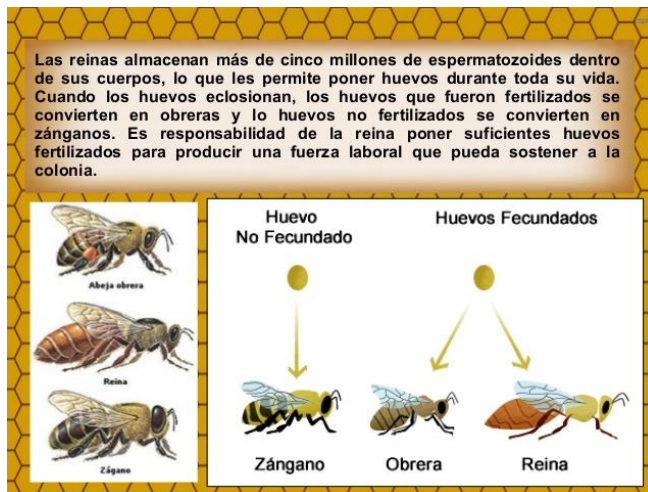 Las reinas almacenan más de cinco millones de espermatozoides dentro
de sus cuerpos, lo que les permite poner huevos durante toda su vida.
Cuando los huevos eclosionan, los huevos que fueron fertilizados se
convierten en obreras y lo huevos no fertilizados se convierten en
zánganos. Es responsabilidad de la reina poner suficientes huevos
fertilizados para producir una fuerza laboral que pueda sostener a la
colonia.
Abeja obrera
Reina
Zágano
Huevo
No Fecundado
Huevos Fecundados
Zángano
Obrera
Reina